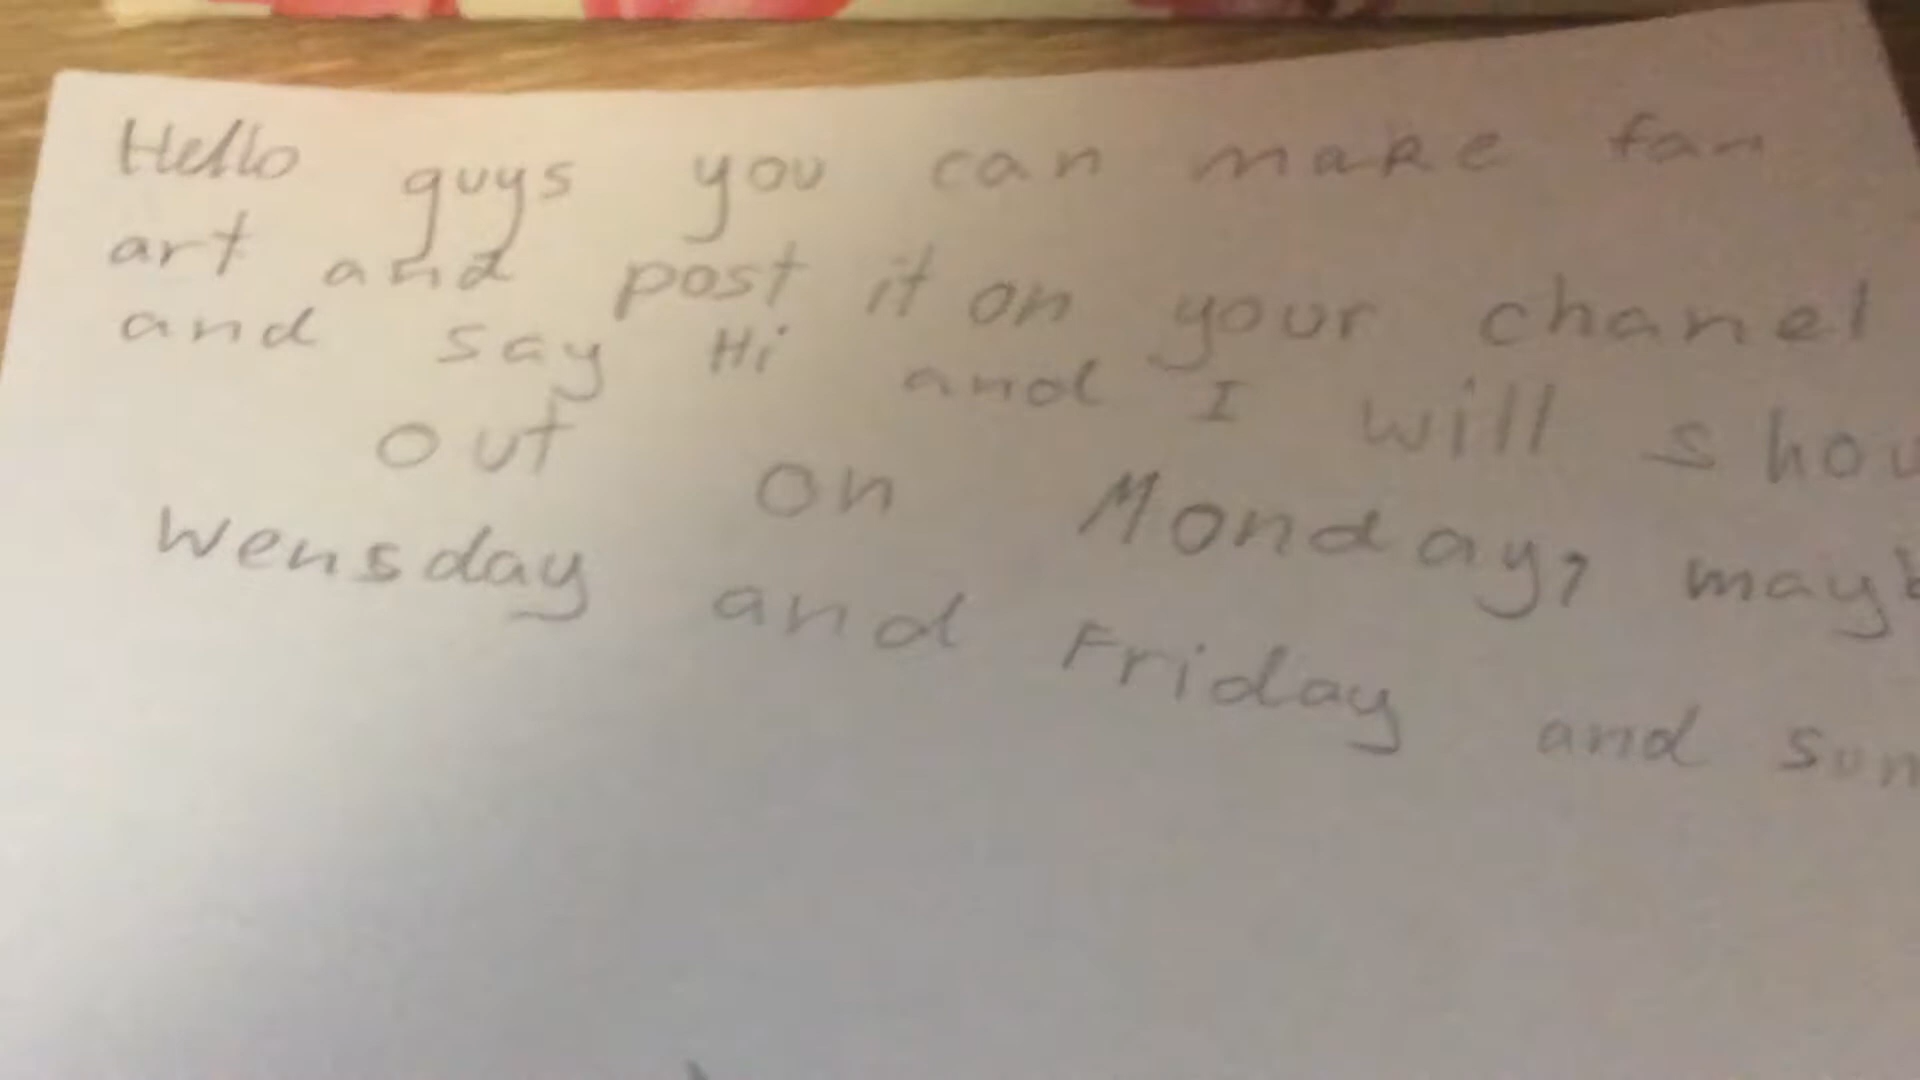 Hello guys you can make fan
art and post it on your chanel
and say Hi and I will shou
out on Monday, mayb
wensday and Friday and sun